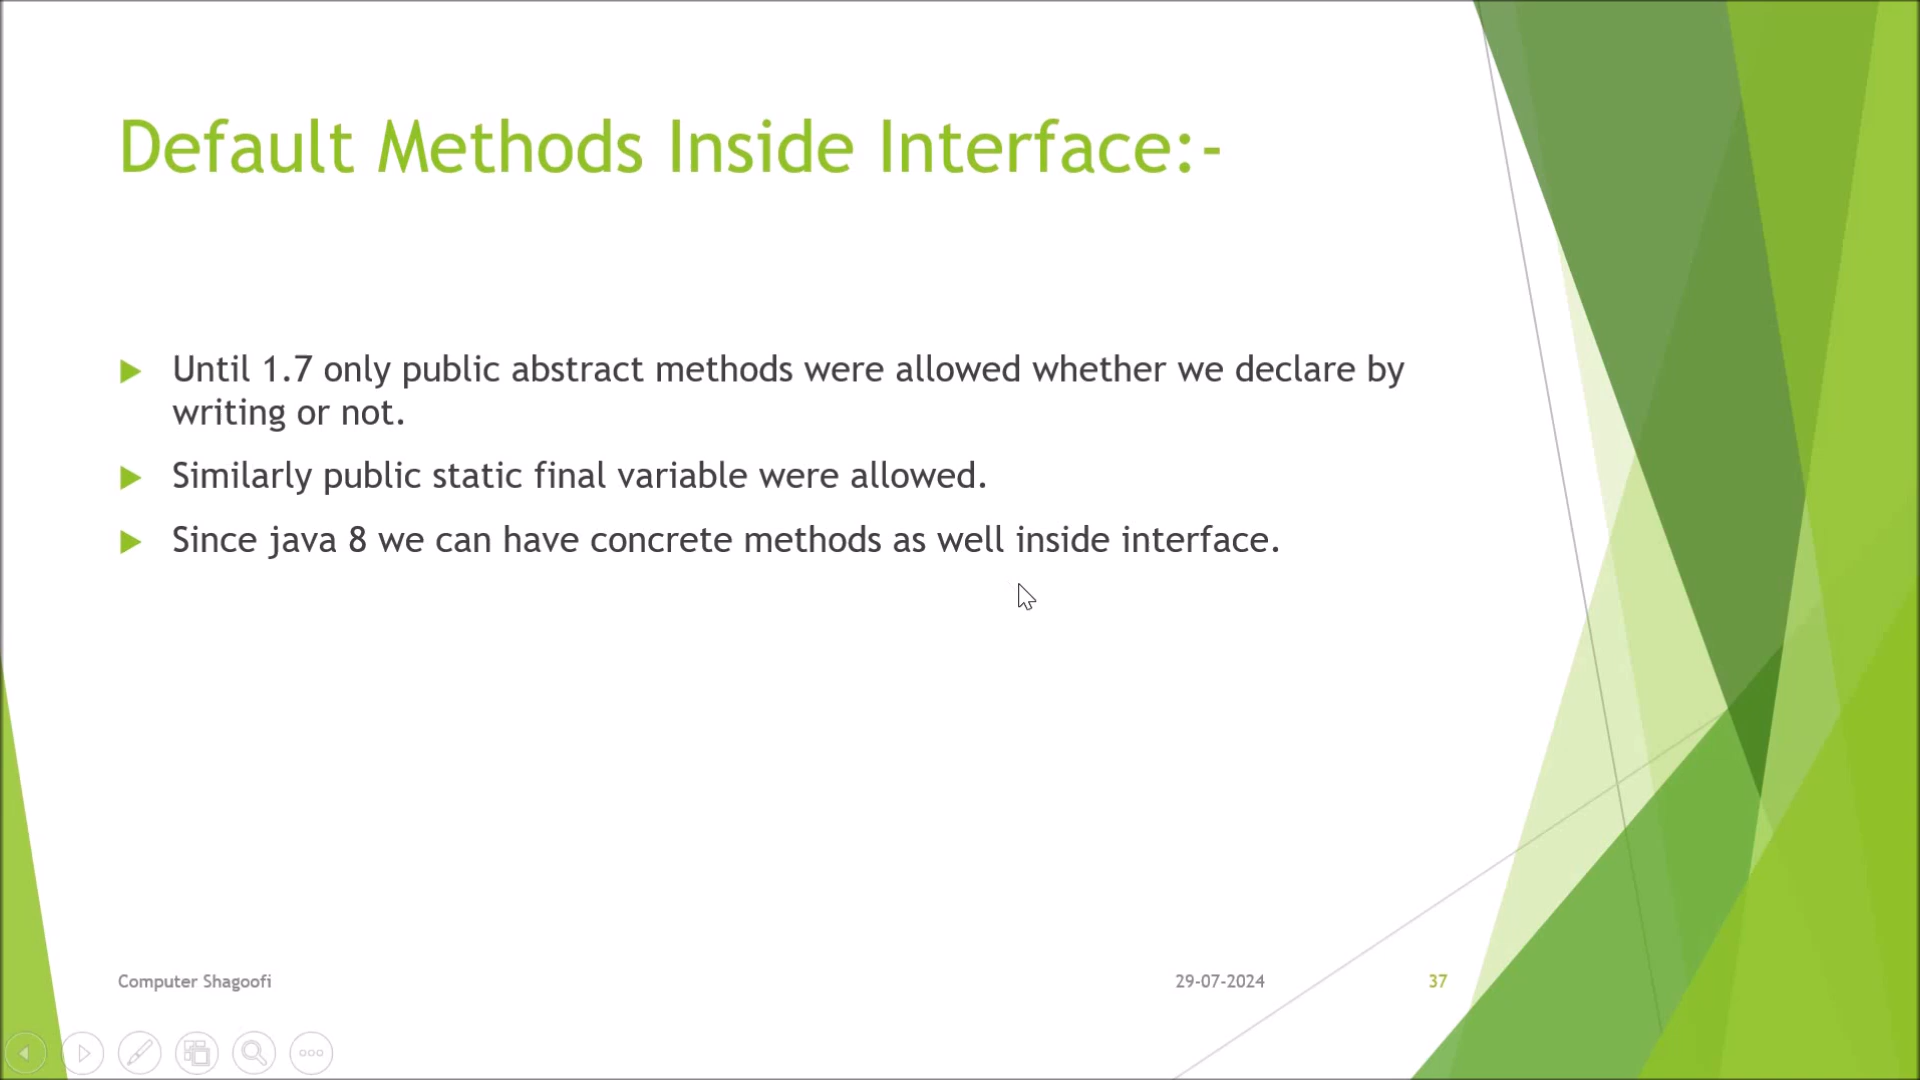 Default Methods Inside Interface:-
Until 1.7 only public abstract methods were allowed whether we declare by
writing or not.
Similarly public static final variable were allowed.
Since java 8 we can have concrete methods as well inside interface.
Computer Shagoofi
29-07-2024
37